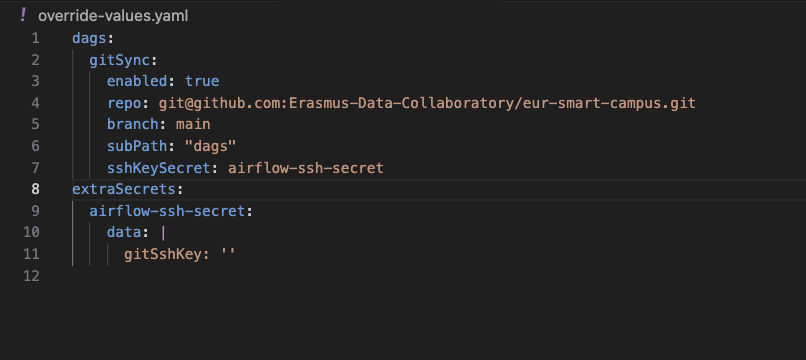 ! override-values.yaml
1 dags:
2   gitSync:
3     enabled: true
4     repo: git@github.com:Erasmus-Data-Collaboratory/eur-smart-campus.git
5     branch: main
6     subPath: "dags"
7     sshKeySecret: airflow-ssh-secret
8 extraSecrets:
9   airflow-ssh-secret:
10     data: |
11       gitSshKey: ''
12